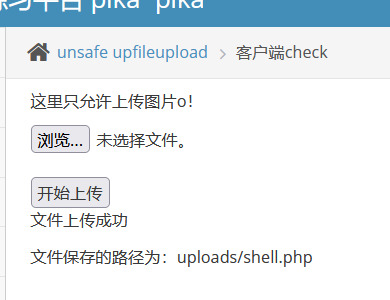 习平台 pika~pika~
unsafe upfileupload > 客户端check
这里只允许上传图片o！
浏览... 未选择文件。
开始上传
文件上传成功
文件保存的路径为：uploads/shell.php